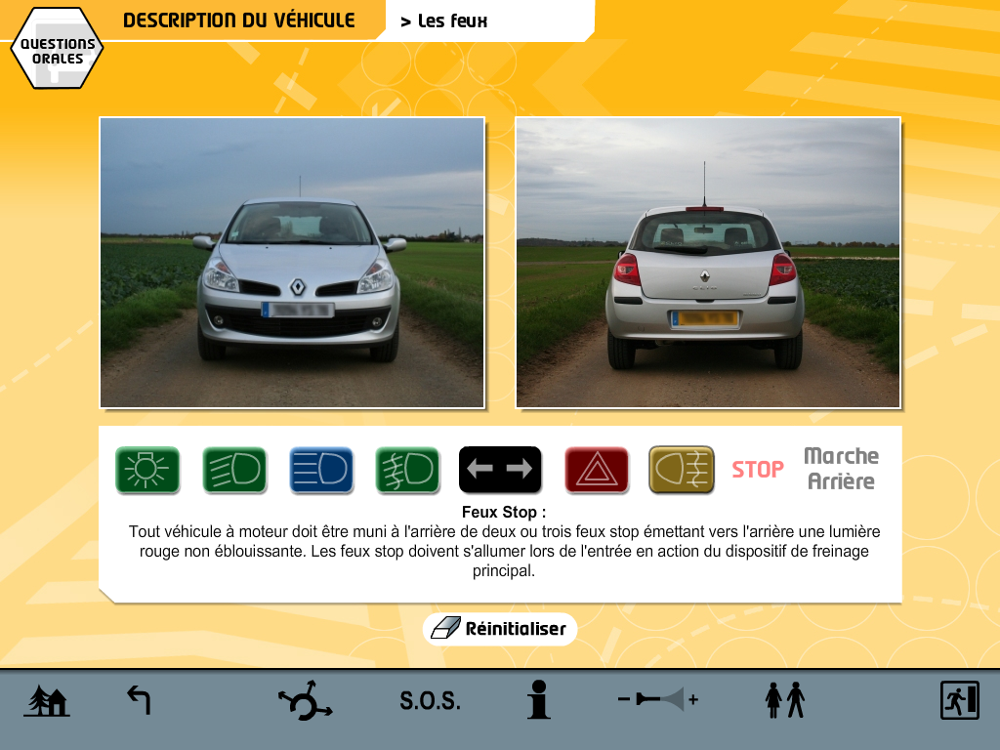 DESCRIPTION DU VÉHICULE
> Les feux
QUESTIONS
ORALES
STOP
Marche
Arrière
Feux Stop :
Tout véhicule à moteur doit être muni à l'arrière de deux ou trois feux stop émettant vers l'arrière une lumière
rouge non éblouissante. Les feux stop doivent s'allumer lors de l'entrée en action du dispositif de freinage
principal.
Réinitialiser
S.O.S.